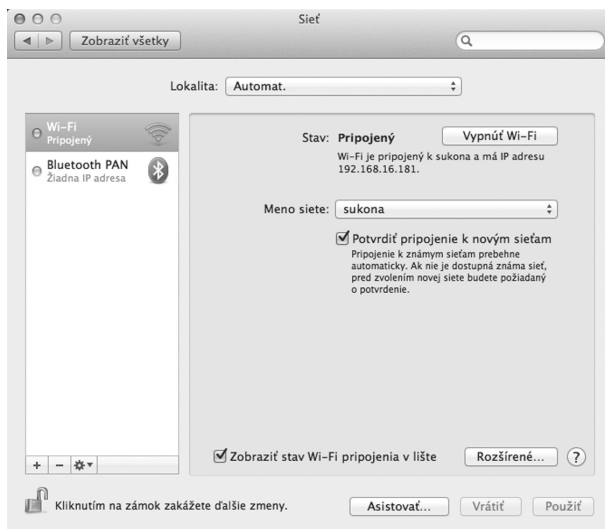 Sieť
Zobraziť všetky
Lokalita: Automat.
Wi-Fi
Pripojený
Bluetooth PAN
Žiadna IP adresa
Stav: Pripojený Vypnúť Wi-Fi
Wi-Fi je pripojený k sukona a má IP adresu
192.168.16.181.
Meno siete: sukona
Potvrdiť pripojenie k novým sieťam
Pripojenie k známym sieťam prebehne
automaticky. Ak nie je dostupná známa sieť,
pred zvolením novej siete budete požiadaný
o potvrdenie.
Zobraziť stav Wi-Fi pripojenia v lište Rozšírené... ?
+ −
Kliknutím na zámok zakážete ďalšie zmeny. Asistovať... Vrátiť Použiť